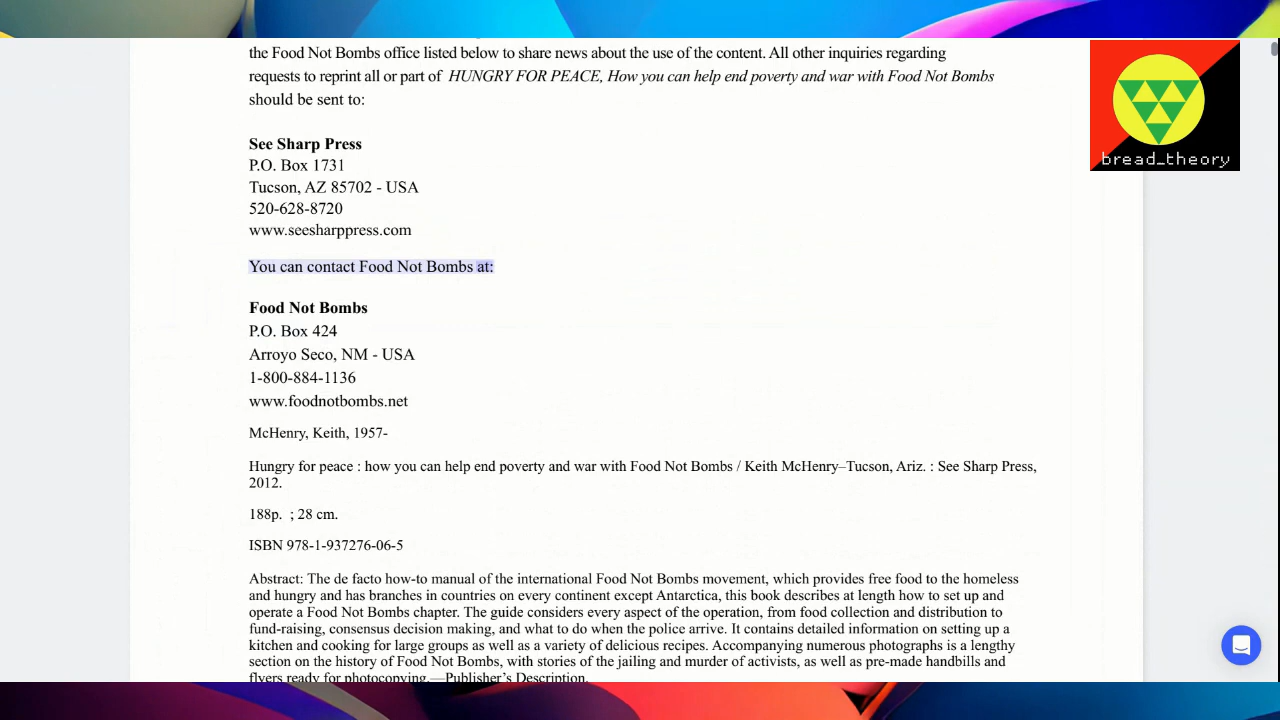 the Food Not Bombs office listed below to share news about the use of the content. All other inquiries regarding
requests to reprint all or part of HUNGRY FOR PEACE, How you can help end poverty and war with Food Not Bombs
should be sent to:
bread_theory
See Sharp Press
P.O. Box 1731
Tucson, AZ 85702 - USA
520-628-8720
www.seesharppress.com
You can contact Food Not Bombs at:
Food Not Bombs
P.O. Box 424
Arroyo Seco, NM - USA
1-800-884-1136
www.foodnotbombs.net
McHenry, Keith, 1957-
Hungry for peace : how you can help end poverty and war with Food Not Bombs / Keith McHenry–Tucson, Ariz. : See Sharp Press,
2012.
188p. ; 28 cm.
ISBN 978-1-937276-06-5
Abstract: The de facto how-to manual of the international Food Not Bombs movement, which provides free food to the homeless
and hungry and has branches in countries on every continent except Antarctica, this book describes at length how to set up and
operate a Food Not Bombs chapter. The guide considers every aspect of the operation, from food collection and distribution to
fund-raising, consensus decision making, and what to do when the police arrive. It contains detailed information on setting up a
kitchen and cooking for large groups as well as a variety of delicious recipes. Accompanying numerous photographs is a lengthy
section on the history of Food Not Bombs, with stories of the jailing and murder of activists, as well as pre-made handbills and
flyers ready for photocopying.—Publisher's Description.